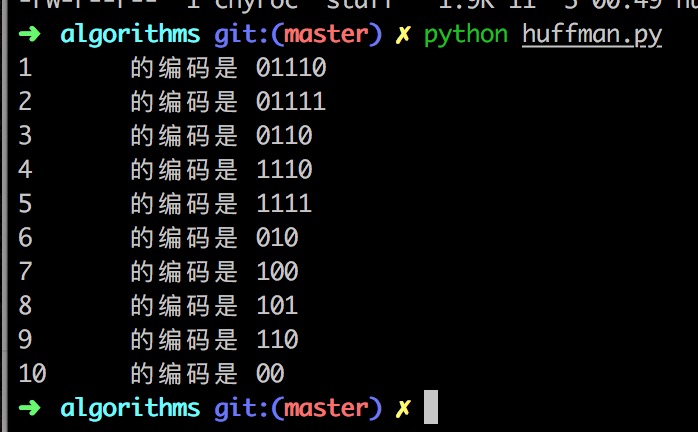 -rw-r--r-- 1 chyroc staff 1.9K 11 5 00:49 hu
➜ algorithms git:(master) ✗ python huffman.py
1 的编码是 01110
2 的编码是 01111
3 的编码是 0110
4 的编码是 1110
5 的编码是 1111
6 的编码是 010
7 的编码是 100
8 的编码是 101
9 的编码是 110
10 的编码是 00
➜ algorithms git:(master) ✗